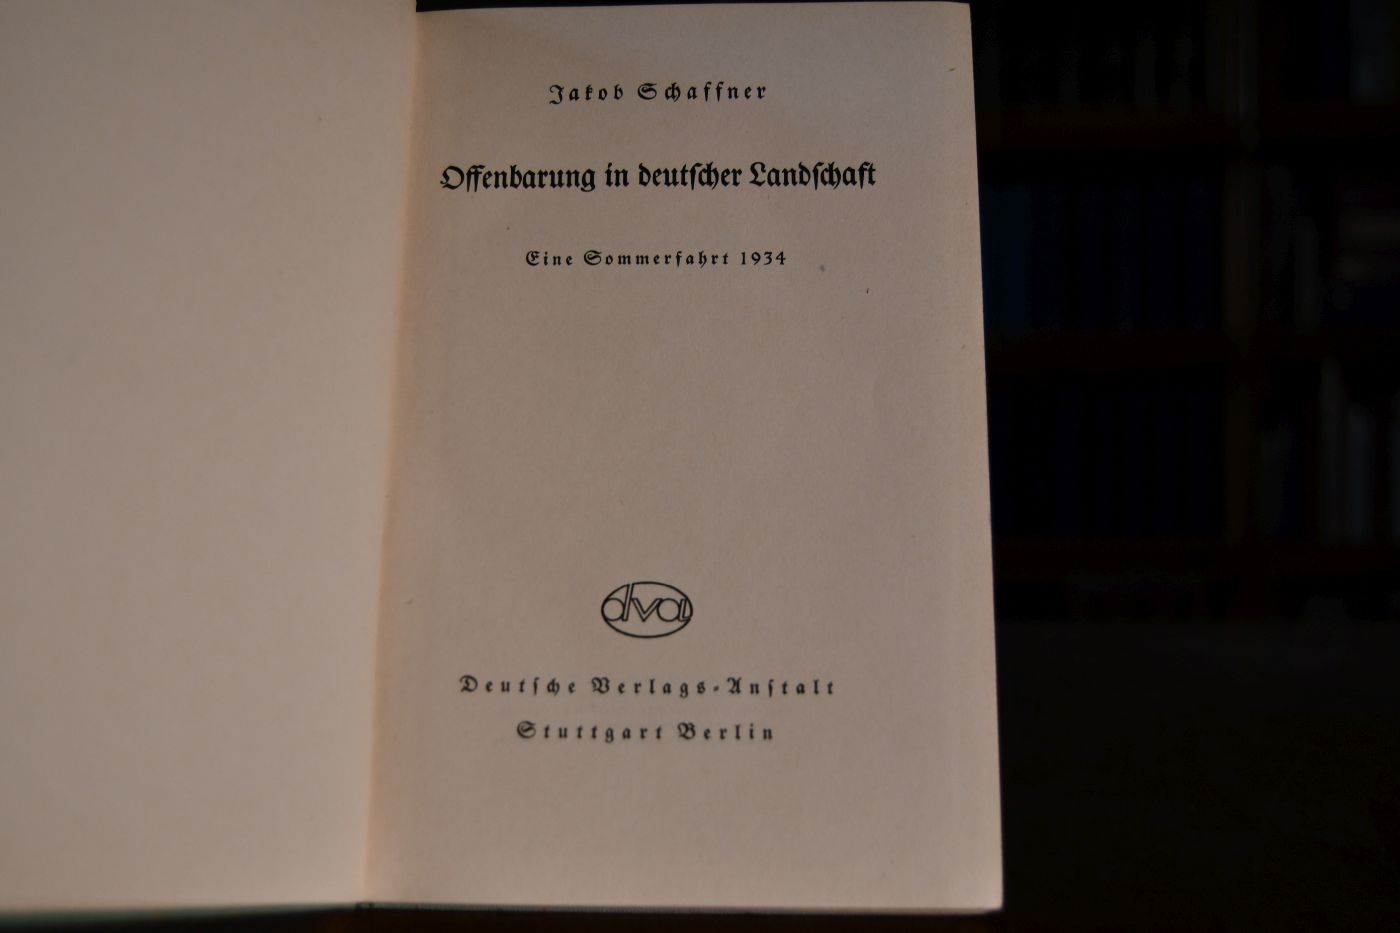 Jakob Schaffner
Offenbarung in deutſcher Landſchaft
Eine Sommerfahrt 1934
dva
Deutſche Verlags-Anſtalt
Stuttgart Berlin